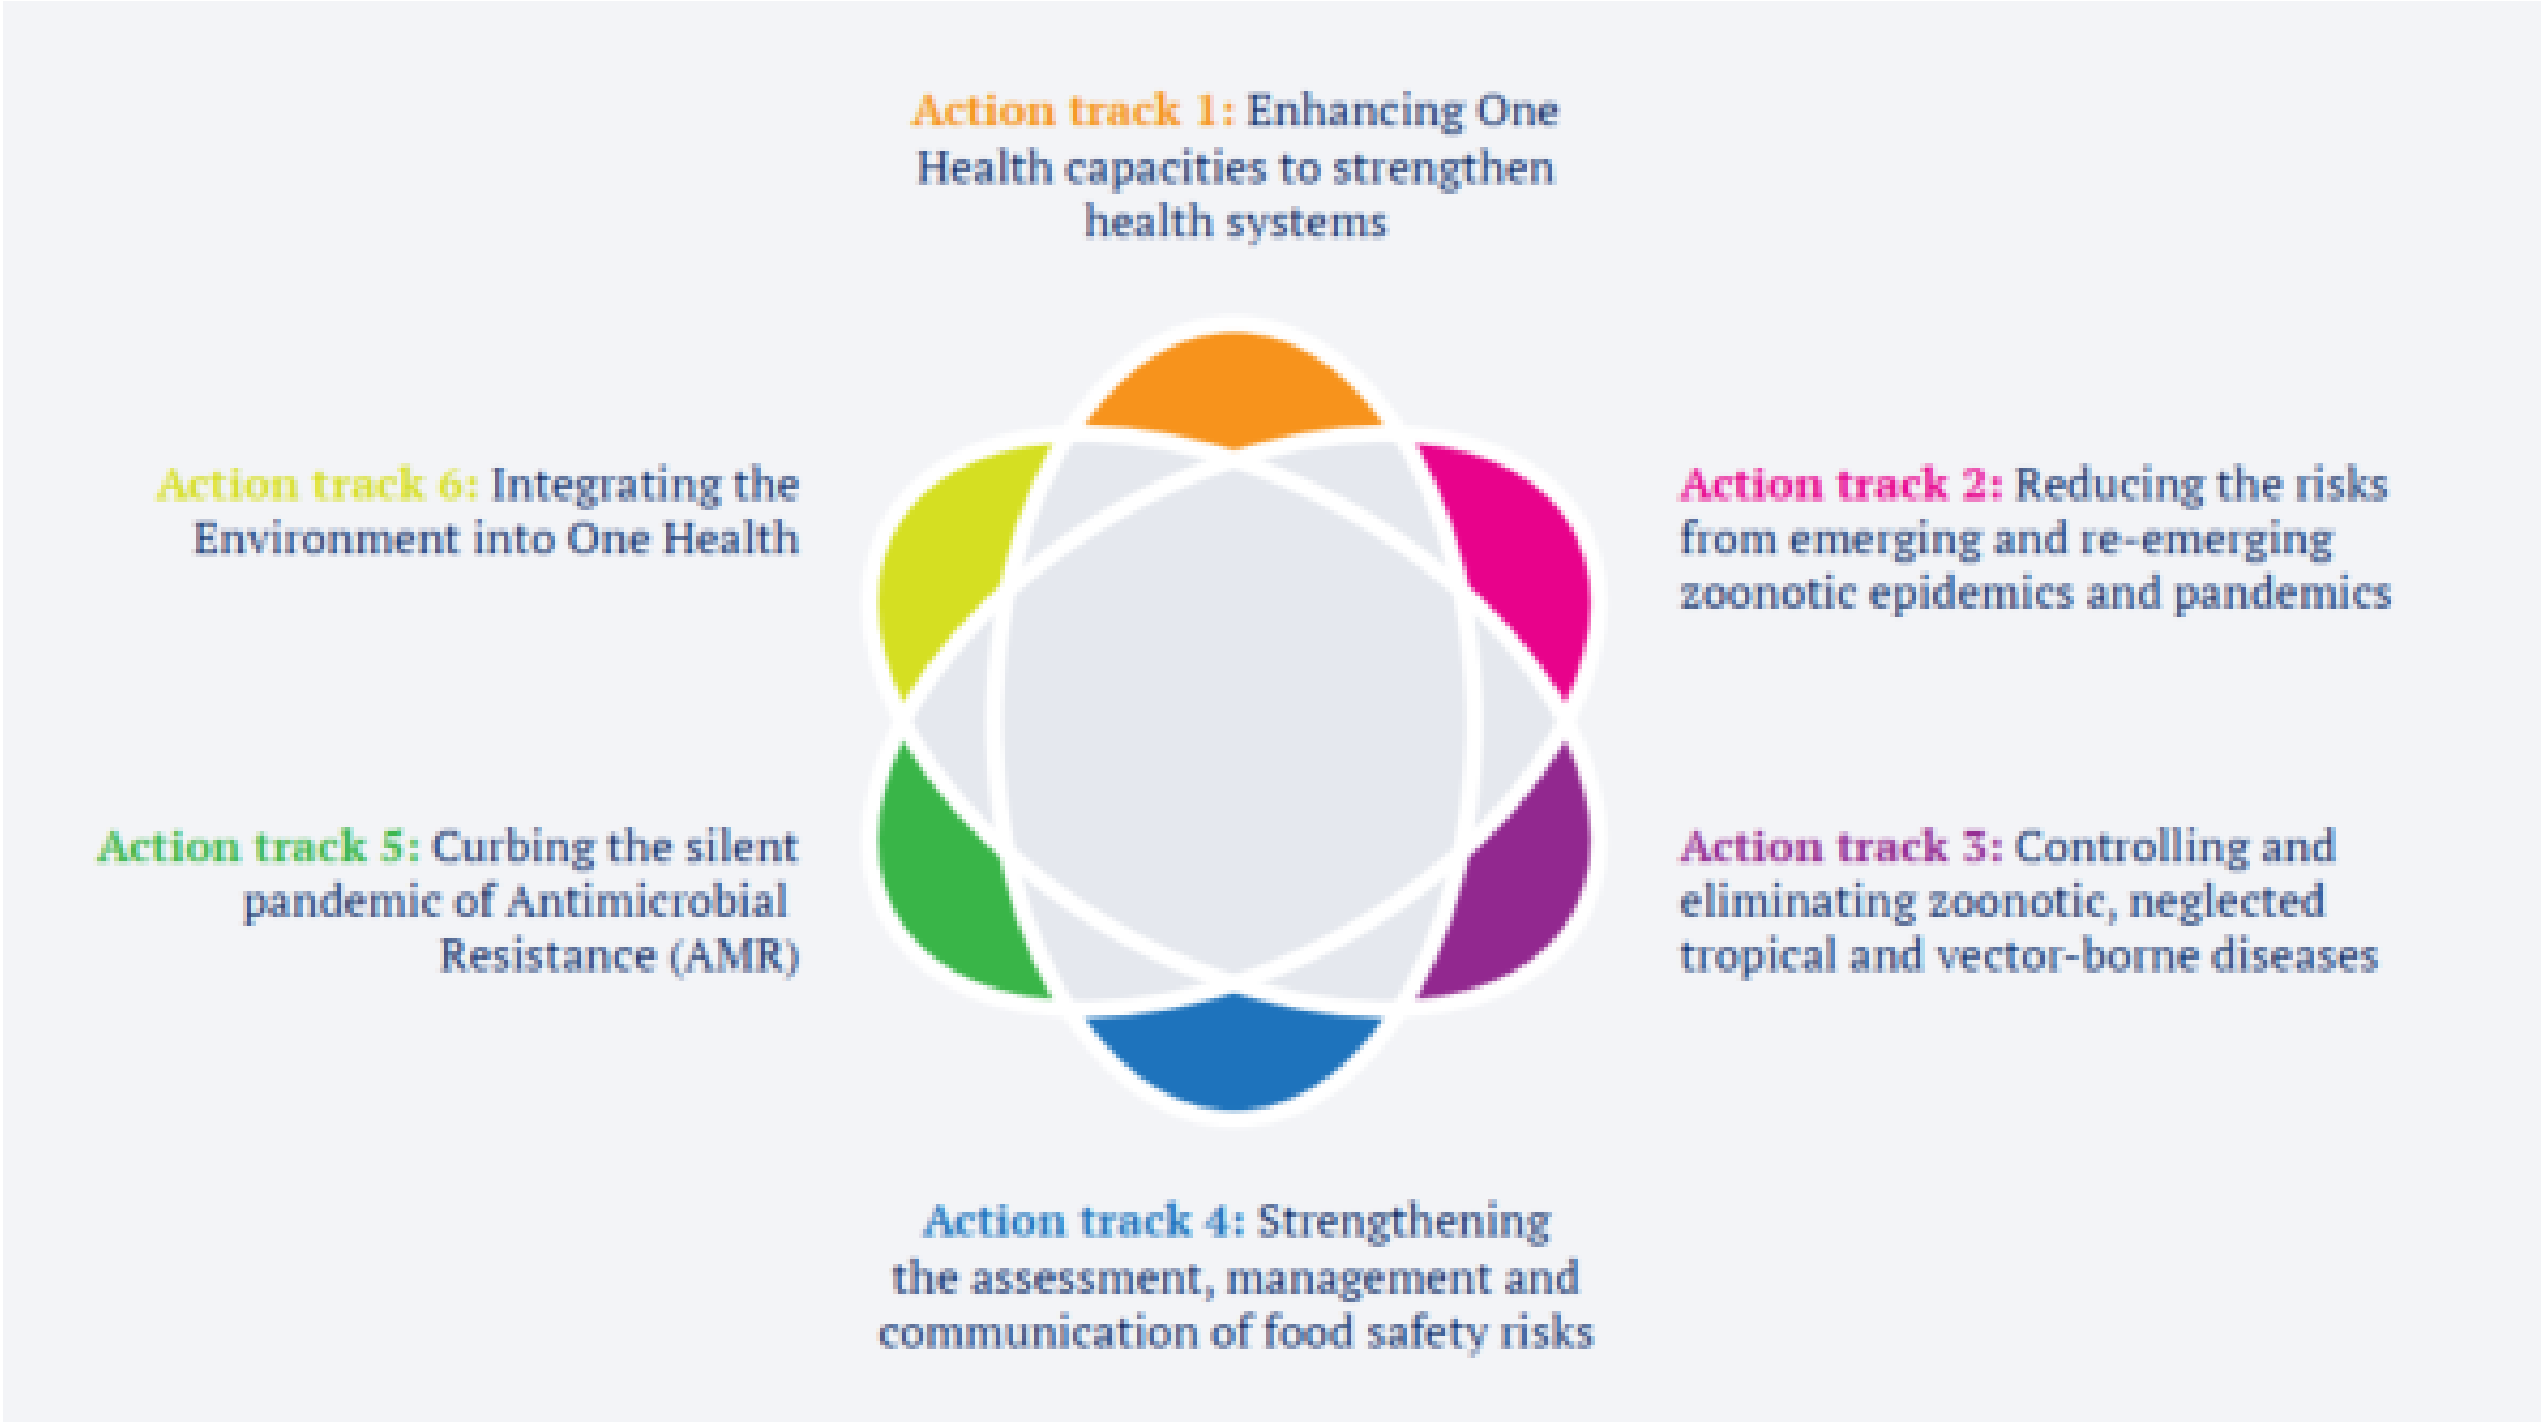 Action track 1: Enhancing One
Health capacities to strengthen
health systems
Action track 2: Reducing the risks
from emerging and re-emerging
zoonotic epidemics and pandemics
Action track 3: Controlling and
eliminating zoonotic, neglected
tropical and vector-borne diseases
Action track 4: Strengthening
the assessment, management and
communication of food safety risks
Action track 5: Curbing the silent
pandemic of Antimicrobial
Resistance (AMR)
Action track 6: Integrating the
Environment into One Health